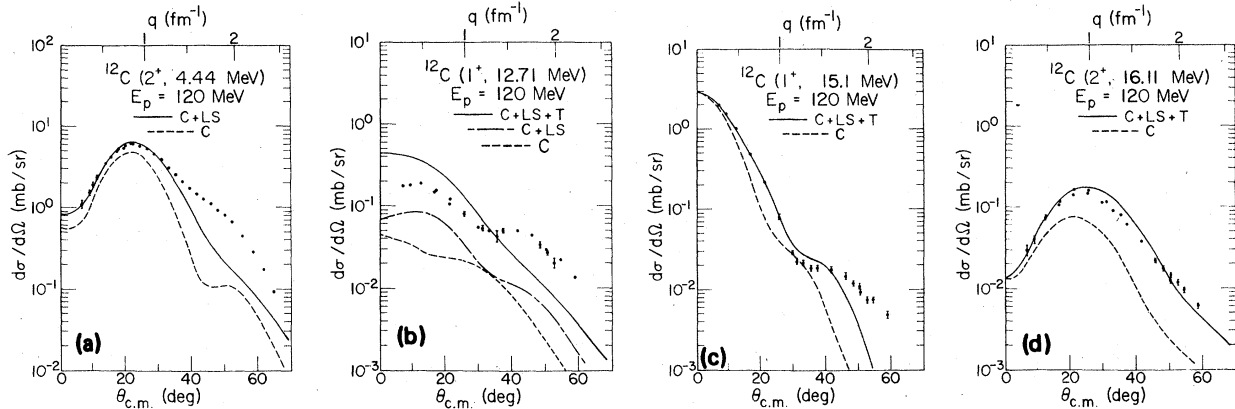 q (fm⁻¹)
1 2
10² 10¹ 10⁰ 10⁻¹ 10⁻²
dσ/dΩ (mb/sr)
¹²C (2⁺, 4.44 MeV)
Eₚ = 120 MeV
C+LS
C
(a)
0 20 40 60
θc.m. (deg)
q (fm⁻¹)
1 2
10¹ 10⁰ 10⁻¹ 10⁻² 10⁻³
dσ/dΩ (mb/sr)
¹²C (1⁺, 12.71 MeV)
Eₚ = 120 MeV
C+LS+T
C+LS
C
(b)
0 20 40 60
θc.m. (deg)
q (fm⁻¹)
1 2
10¹ 10⁰ 10⁻¹ 10⁻² 10⁻³
dσ/dΩ (mb/sr)
¹²C (1⁺, 15.1 MeV)
Eₚ = 120 MeV
C+LS+T
C
(c)
0 20 40 60
θc.m. (deg)
q (fm⁻¹)
1 2
10¹ 10⁰ 10⁻¹ 10⁻² 10⁻³
dσ/dΩ (mb/sr)
¹²C (2⁺, 16.11 MeV)
Eₚ = 120 MeV
C+LS+T
C
(d)
0 20 40 60
θc.m. (deg)